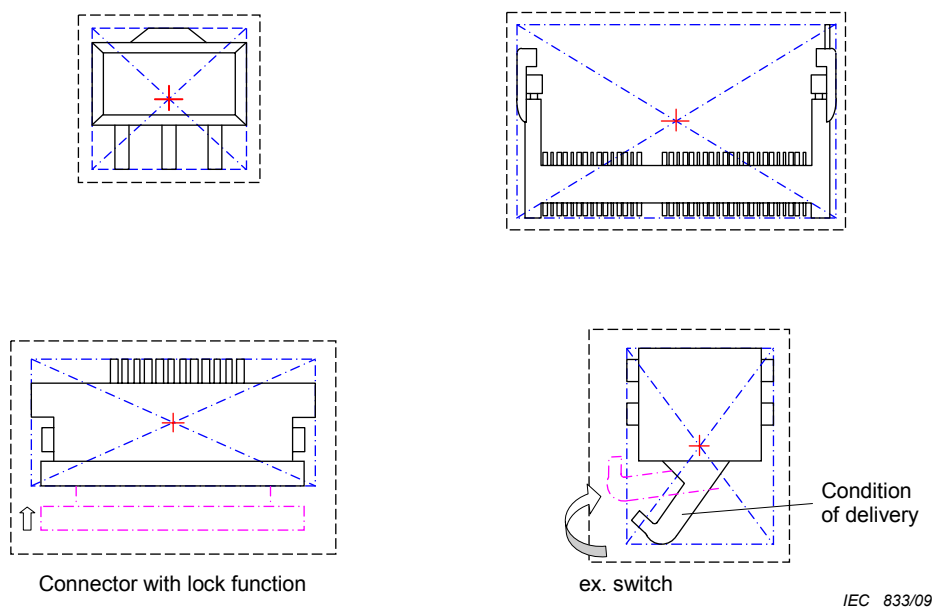 Condition
of delivery
Connector with lock function
ex. switch
IEC 833/09